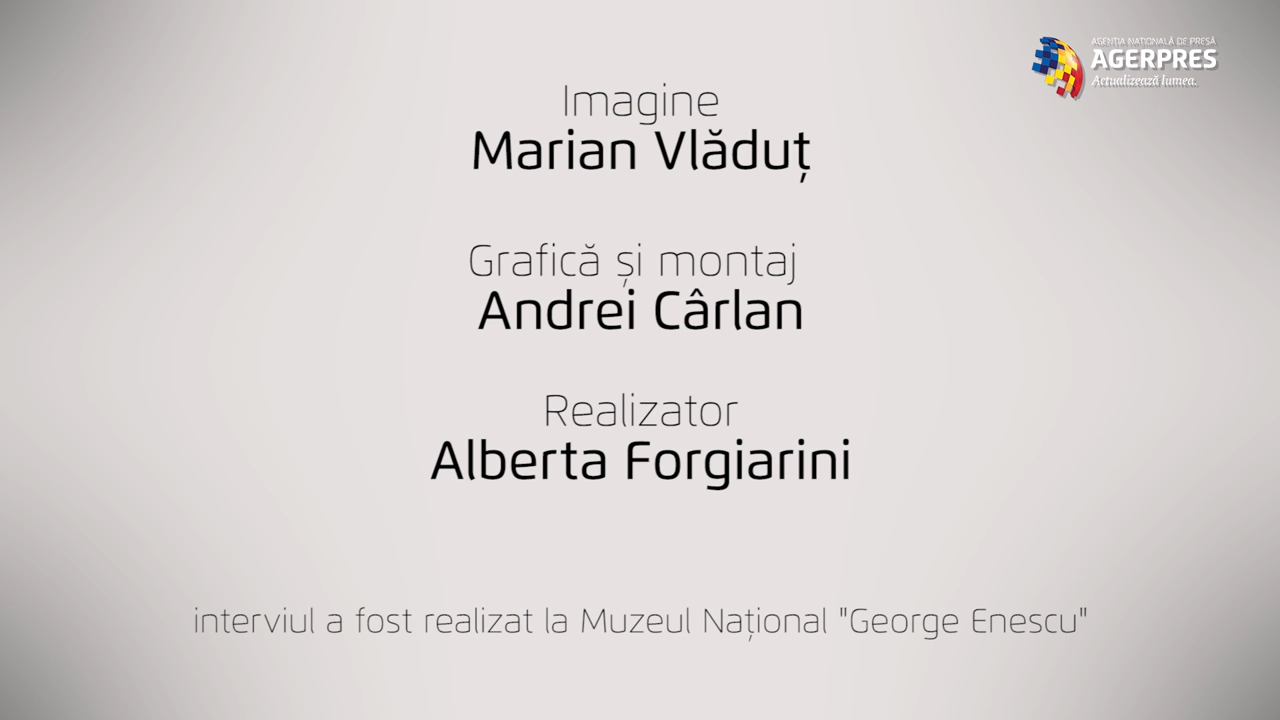 AGENȚIA NAȚIONALĂ DE PRESĂ
AGERPRES
Actualizează lumea.
Imagine
Marian Vlăduț
Grafică și montaj
Andrei Cârlan
Realizator
Alberta Forgiarini
interviul a fost realizat la Muzeul Național "George Enescu"